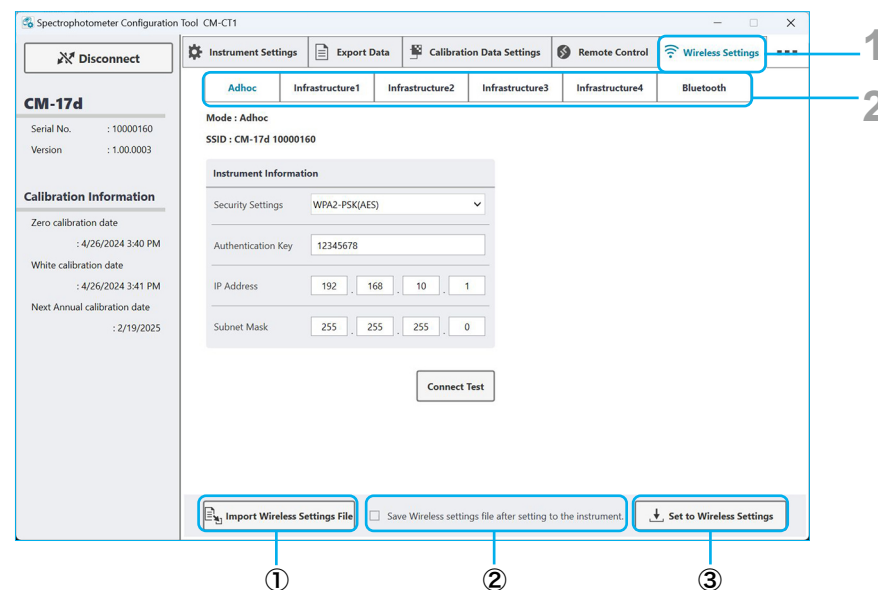 Spectrophotometer Configuration Tool CM-CT1
Disconnect
Instrument Settings
Export Data
Calibration Data Settings
Remote Control
Wireless Settings
1
Adhoc
Infrastructure1
Infrastructure2
Infrastructure3
Infrastructure4
Bluetooth
2
CM-17d
Serial No. : 10000160
Version : 1.00.0003
Calibration Information
Zero calibration date
: 4/26/2024 3:40 PM
White calibration date
: 4/26/2024 3:41 PM
Next Annual calibration date
: 2/19/2025
Mode : Adhoc
SSID : CM-17d 10000160
Instrument Information
Security Settings WPA2-PSK(AES)
Authentication Key 12345678
IP Address 192 . 168 . 10 . 1
Subnet Mask 255 . 255 . 255 . 0
Connect Test
Import Wireless Settings File
Save Wireless settings file after setting to the instrument.
Set to Wireless Settings
①
②
③